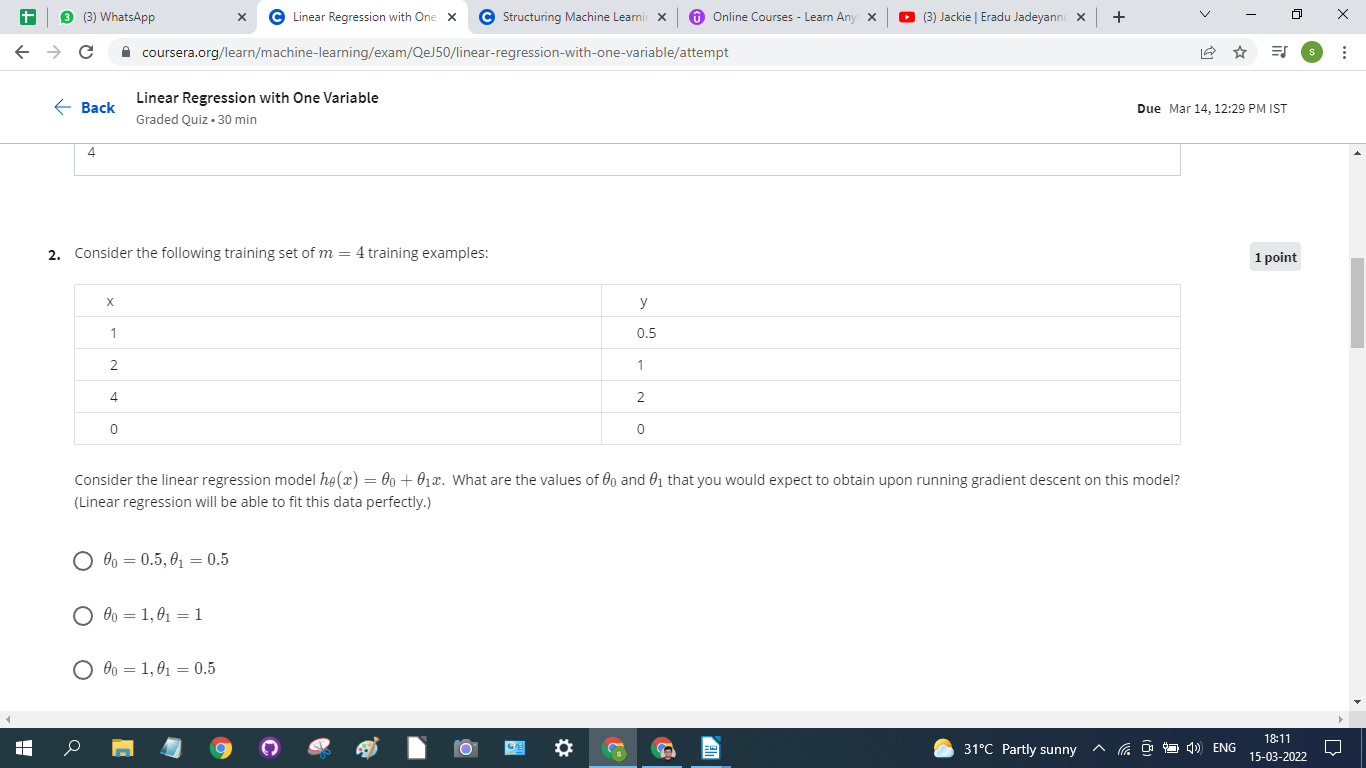 (3) WhatsApp
Linear Regression with One
Structuring Machine Learnin
Online Courses - Learn Any
(3) Jackie | Eradu Jadeyannu
coursera.org/learn/machine-learning/exam/QeJ50/linear-regression-with-one-variable/attempt
S
Back
Linear Regression with One Variable
Graded Quiz • 30 min
Due Mar 14, 12:29 PM IST
4
2. Consider the following training set of m = 4 training examples:
1 point
x y
1 0.5
2 1
4 2
0 0
Consider the linear regression model hθ(x) = θ0 + θ1x. What are the values of θ0 and θ1 that you would expect to obtain upon running gradient descent on this model?
(Linear regression will be able to fit this data perfectly.)
θ0 = 0.5, θ1 = 0.5
θ0 = 1, θ1 = 1
θ0 = 1, θ1 = 0.5
31°C Partly sunny
ENG
18:11
15-03-2022